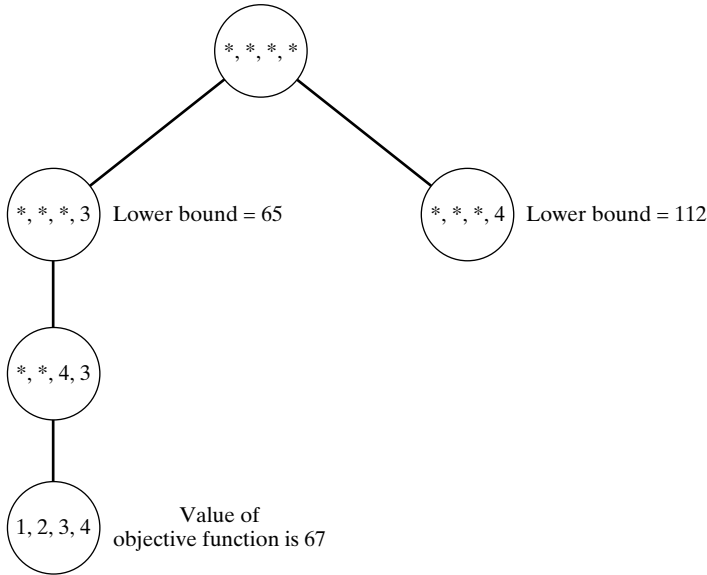 *, *, *, *
*, *, *, 3
Lower bound = 65
*, *, *, 4
Lower bound = 112
*, *, 4, 3
1, 2, 3, 4
Value of
objective function is 67